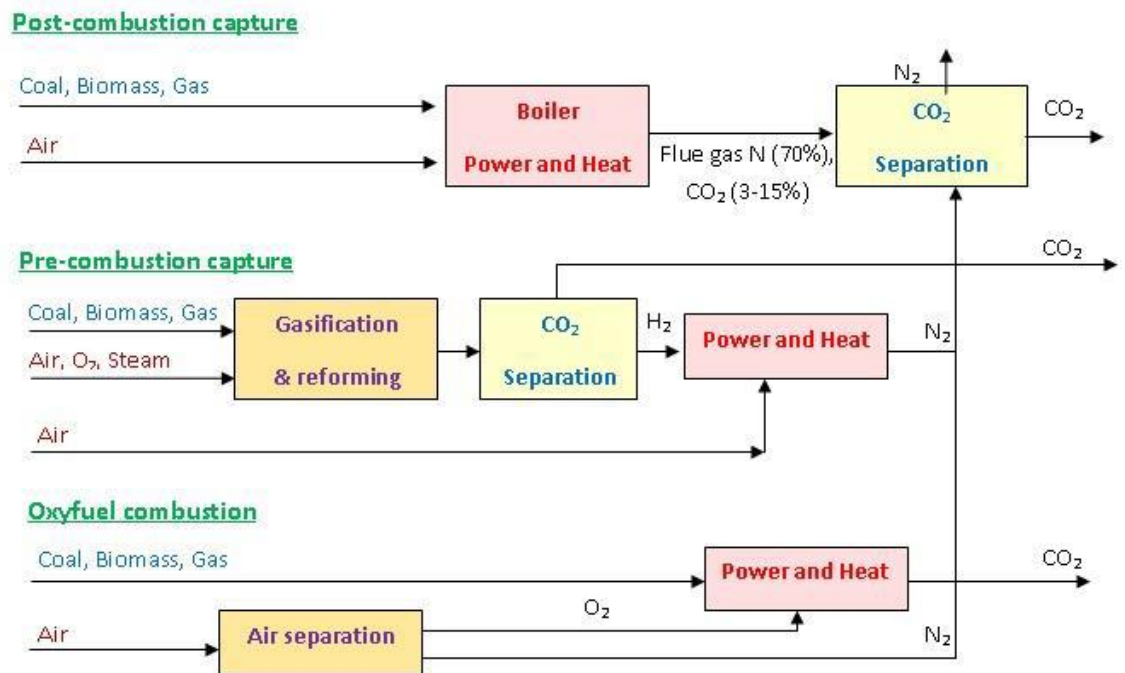 Post-combustion capture
Coal, Biomass, Gas
Air
Boiler
Power and Heat
Flue gas N (70%),
CO₂ (3-15%)
N₂
CO₂
Separation
CO₂
Pre-combustion capture
Coal, Biomass, Gas
Air, O₂, Steam
Air
Gasification
& reforming
CO₂
Separation
H₂
Power and Heat
CO₂
N₂
Oxyfuel combustion
Coal, Biomass, Gas
Air
Air separation
O₂
Power and Heat
CO₂
N₂